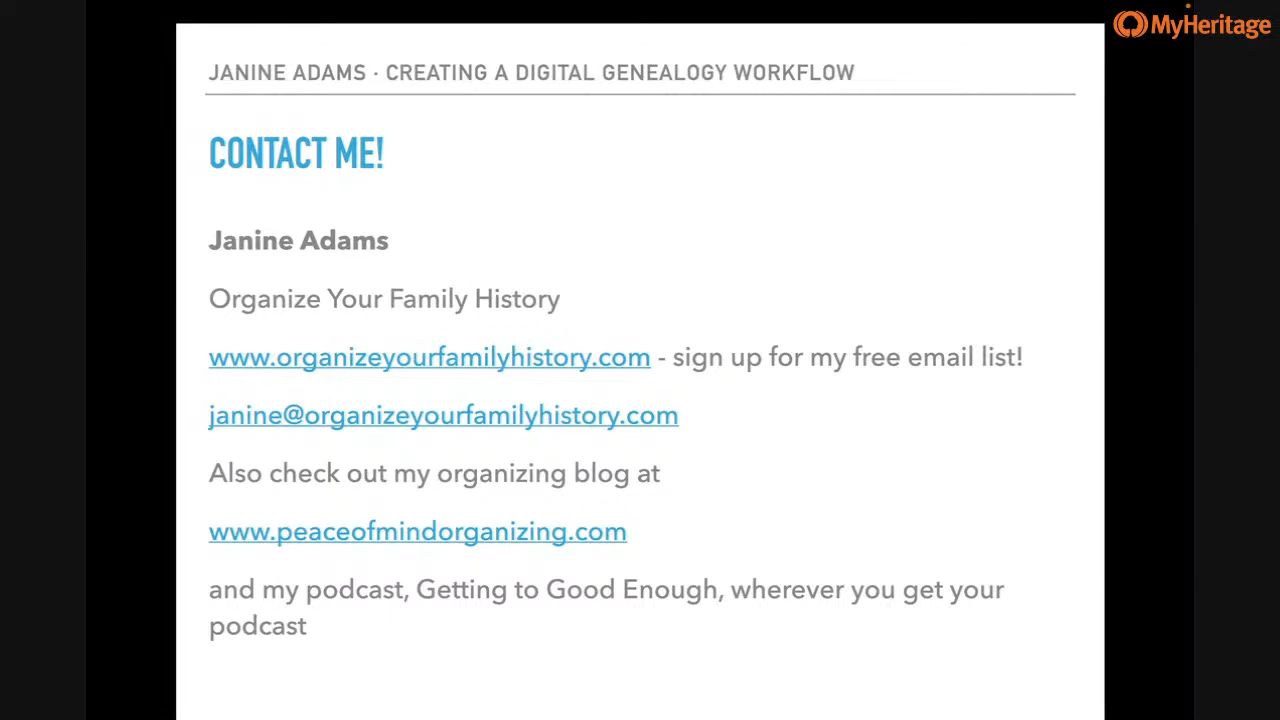 MyHeritage
JANINE ADAMS · CREATING A DIGITAL GENEALOGY WORKFLOW
CONTACT ME!
Janine Adams
Organize Your Family History
www.organizeyourfamilyhistory.com - sign up for my free email list!
janine@organizeyourfamilyhistory.com
Also check out my organizing blog at
www.peaceofmindorganizing.com
and my podcast, Getting to Good Enough, wherever you get your
podcast